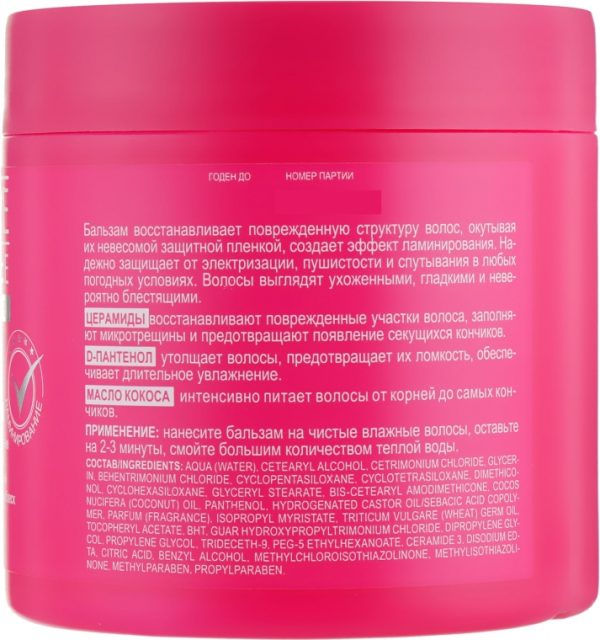 ГОДЕН ДО НОМЕР ПАРТИИ
Бальзам восстанавливает поврежденную структуру волос, окутывая
их невесомой защитной пленкой, создает эффект ламинирования. На-
дежно защищает от электризации, пушистости и спутывания в любых
погодных условиях. Волосы выглядят ухоженными, гладкими и неве-
роятно блестящими.
ЦЕРАМИДЫ восстанавливают поврежденные участки волоса, заполня-
ют микротрещины и предотвращают появление секущихся кончиков.
D-ПАНТЕНОЛ утолщает волосы, предотвращает их ломкость, обеспе-
чивает длительное увлажнение.
МАСЛО КОКОСА интенсивно питает волосы от корней до самых кон-
чиков.
ПРИМЕНЕНИЕ: нанесите бальзам на чистые влажные волосы, оставьте
на 2-3 минуты, смойте большим количеством теплой воды.
СОСТАВ/INGREDIENTS: AQUA (WATER), CETEARYL ALCOHOL, CETRIMONIUM CHLORIDE, GLYCER-
IN, BEHENTRIMONIUM CHLORIDE, CYCLOPENTASILOXANE, CYCLOTETRASILOXANE, DIMETHICO-
NOL, CYCLOHEXASILOXANE, GLYCERYL STEARATE, BIS-CETEARYL AMODIMETHICONE, COCOS
NUCIFERA (COCONUT) OIL, PANTHENOL, HYDROGENATED CASTOR OIL/SEBACIC ACID COPOLY-
MER, PARFUM (FRAGRANCE), ISOPROPYL MYRISTATE, TRITICUM VULGARE (WHEAT) GERM OIL,
TOCOPHERYL ACETATE, BHT, GUAR HYDROXYPROPYLTRIMONIUM CHLORIDE, DIPROPYLENE GLY-
COL, PROPYLENE GLYCOL, TRIDECETH-9, PEG-5 ETHYLHEXANOATE, CERAMIDE 3, DISODIUM ED-
TA, CITRIC ACID, BENZYL ALCOHOL, METHYLCHLOROISOTHIAZOLINONE, METHYLISOTHIAZOLI-
NONE, METHYLPARABEN, PROPYLPARABEN.